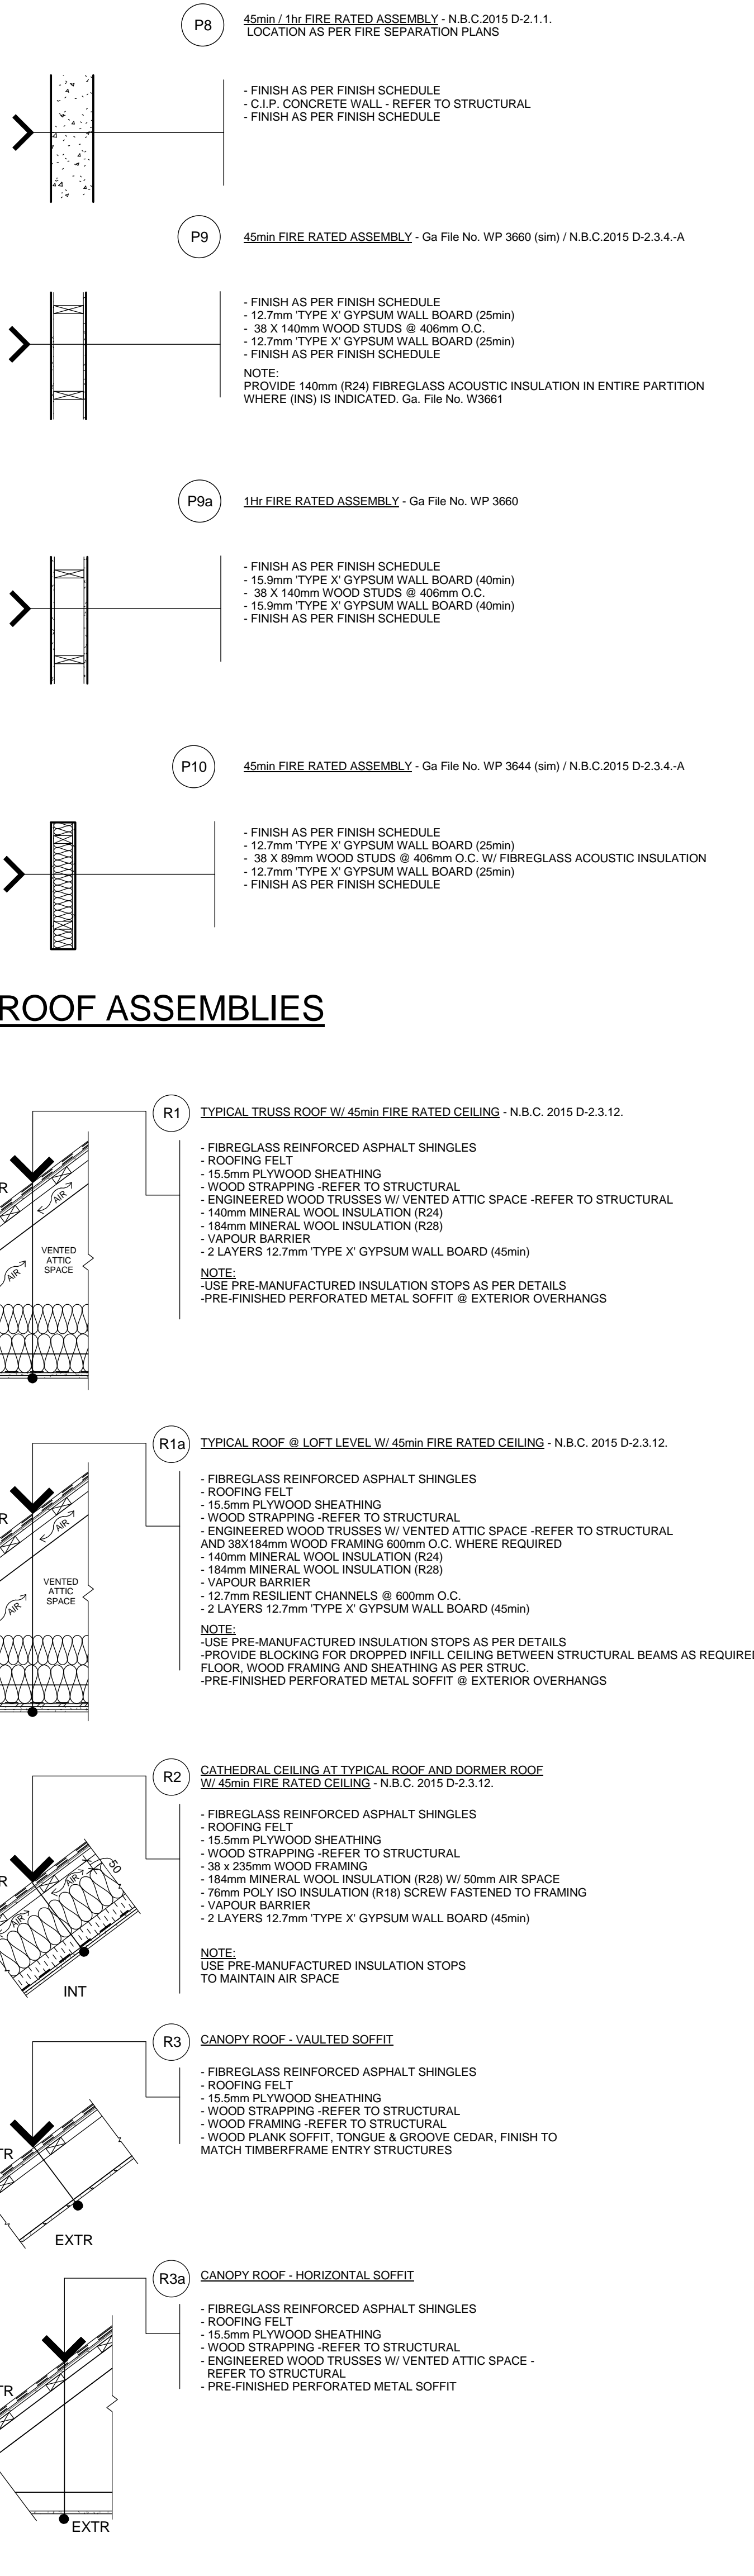 P8
45min / 1hr FIRE RATED ASSEMBLY - N.B.C.2015 D-2.1.1.
LOCATION AS PER FIRE SEPARATION PLANS
- FINISH AS PER FINISH SCHEDULE
- C.I.P. CONCRETE WALL - REFER TO STRUCTURAL
- FINISH AS PER FINISH SCHEDULE
P9
45min FIRE RATED ASSEMBLY - Ga File No. WP 3660 (sim) / N.B.C.2015 D-2.3.4.-A
- FINISH AS PER FINISH SCHEDULE
- 12.7mm 'TYPE X' GYPSUM WALL BOARD (25min)
- 38 X 140mm WOOD STUDS @ 406mm O.C.
- 12.7mm 'TYPE X' GYPSUM WALL BOARD (25min)
- FINISH AS PER FINISH SCHEDULE
NOTE:
PROVIDE 140mm (R24) FIBREGLASS ACOUSTIC INSULATION IN ENTIRE PARTITION
WHERE (INS) IS INDICATED. Ga. File No. W3661
P9a
1Hr FIRE RATED ASSEMBLY - Ga File No. WP 3660
- FINISH AS PER FINISH SCHEDULE
- 15.9mm 'TYPE X' GYPSUM WALL BOARD (40min)
- 38 X 140mm WOOD STUDS @ 406mm O.C.
- 15.9mm 'TYPE X' GYPSUM WALL BOARD (40min)
- FINISH AS PER FINISH SCHEDULE
P10
45min FIRE RATED ASSEMBLY - Ga File No. WP 3644 (sim) / N.B.C.2015 D-2.3.4.-A
- FINISH AS PER FINISH SCHEDULE
- 12.7mm 'TYPE X' GYPSUM WALL BOARD (25min)
- 38 X 89mm WOOD STUDS @ 406mm O.C. W/ FIBREGLASS ACOUSTIC INSULATION
- 12.7mm 'TYPE X' GYPSUM WALL BOARD (25min)
- FINISH AS PER FINISH SCHEDULE
ROOF ASSEMBLIES
R1
TYPICAL TRUSS ROOF W/ 45min FIRE RATED CEILING - N.B.C. 2015 D-2.3.12.
- FIBREGLASS REINFORCED ASPHALT SHINGLES
- ROOFING FELT
- 15.5mm PLYWOOD SHEATHING
- WOOD STRAPPING -REFER TO STRUCTURAL
- ENGINEERED WOOD TRUSSES W/ VENTED ATTIC SPACE -REFER TO STRUCTURAL
- 140mm MINERAL WOOL INSULATION (R24)
- 184mm MINERAL WOOL INSULATION (R28)
- VAPOUR BARRIER
- 2 LAYERS 12.7mm 'TYPE X' GYPSUM WALL BOARD (45min)
NOTE:
-USE PRE-MANUFACTURED INSULATION STOPS AS PER DETAILS
-PRE-FINISHED PERFORATED METAL SOFFIT @ EXTERIOR OVERHANGS
R
AIR
VENTED
ATTIC
SPACE
AIR
R1a
TYPICAL ROOF @ LOFT LEVEL W/ 45min FIRE RATED CEILING - N.B.C. 2015 D-2.3.12.
- FIBREGLASS REINFORCED ASPHALT SHINGLES
- ROOFING FELT
- 15.5mm PLYWOOD SHEATHING
- WOOD STRAPPING -REFER TO STRUCTURAL
- ENGINEERED WOOD TRUSSES W/ VENTED ATTIC SPACE -REFER TO STRUCTURAL
AND 38X184mm WOOD FRAMING 600mm O.C. WHERE REQUIRED
- 140mm MINERAL WOOL INSULATION (R24)
- 184mm MINERAL WOOL INSULATION (R28)
- VAPOUR BARRIER
- 12.7mm RESILIENT CHANNELS @ 600mm O.C.
- 2 LAYERS 12.7mm 'TYPE X' GYPSUM WALL BOARD (45min)
NOTE:
-USE PRE-MANUFACTURED INSULATION STOPS AS PER DETAILS
-PROVIDE BLOCKING FOR DROPPED INFILL CEILING BETWEEN STRUCTURAL BEAMS AS REQUIRE
FLOOR, WOOD FRAMING AND SHEATHING AS PER STRUC.
-PRE-FINISHED PERFORATED METAL SOFFIT @ EXTERIOR OVERHANGS
R
AIR
VENTED
ATTIC
SPACE
AIR
R2
CATHEDRAL CEILING AT TYPICAL ROOF AND DORMER ROOF
W/ 45min FIRE RATED CEILING - N.B.C. 2015 D-2.3.12.
- FIBREGLASS REINFORCED ASPHALT SHINGLES
- ROOFING FELT
- 15.5mm PLYWOOD SHEATHING
- WOOD STRAPPING -REFER TO STRUCTURAL
- 38 x 235mm WOOD FRAMING
- 184mm MINERAL WOOL INSULATION (R28) W/ 50mm AIR SPACE
- 76mm POLY ISO INSULATION (R18) SCREW FASTENED TO FRAMING
- VAPOUR BARRIER
- 2 LAYERS 12.7mm 'TYPE X' GYPSUM WALL BOARD (45min)
NOTE:
USE PRE-MANUFACTURED INSULATION STOPS
TO MAINTAIN AIR SPACE
R
50
AIR
AIR
INT
R3
CANOPY ROOF - VAULTED SOFFIT
- FIBREGLASS REINFORCED ASPHALT SHINGLES
- ROOFING FELT
- 15.5mm PLYWOOD SHEATHING
- WOOD STRAPPING -REFER TO STRUCTURAL
- WOOD FRAMING -REFER TO STRUCTURAL
- WOOD PLANK SOFFIT, TONGUE & GROOVE CEDAR, FINISH TO
MATCH TIMBERFRAME ENTRY STRUCTURES
TR
EXTR
R3a
CANOPY ROOF - HORIZONTAL SOFFIT
- FIBREGLASS REINFORCED ASPHALT SHINGLES
- ROOFING FELT
- 15.5mm PLYWOOD SHEATHING
- WOOD STRAPPING -REFER TO STRUCTURAL
- ENGINEERED WOOD TRUSSES W/ VENTED ATTIC SPACE -
REFER TO STRUCTURAL
- PRE-FINISHED PERFORATED METAL SOFFIT
TR
EXTR